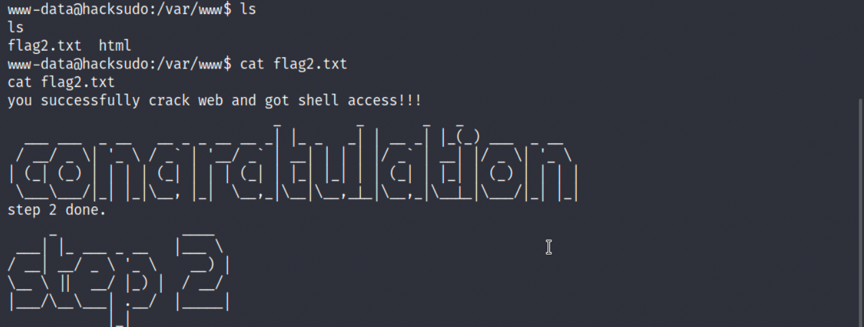 www-data@hacksudo:/var/www$ ls
ls
flag2.txt  html
www-data@hacksudo:/var/www$ cat flag2.txt
cat flag2.txt
you successfully crack web and got shell access!!!
congratulation
step 2 done.
step 2